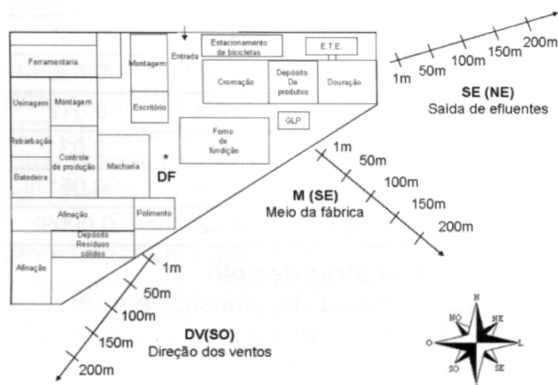 Ferramentaria
Usinagem
Montagem
Rebarbação
Batedeira
Controle
de produção
Macharia
Afinação
Polimento
Depósito
Resíduos
sólidos
Afinação
Montagem
Escritório
Entrada
Estacionamento
de bicicletas
E.T.E.
Cromação
Depósito
De
produtos
Douração
GLP
Forno
de
fundição
*
DF
1m
50m
100m
150m
200m
SE (NE)
Saida de efluentes
1m
50m
100m
150m
200m
M (SE)
Meio da fábrica
1m
50m
100m
150m
200m
DV(SO)
Direção dos ventos
N
NO
NE
O
L
SO
SE
S